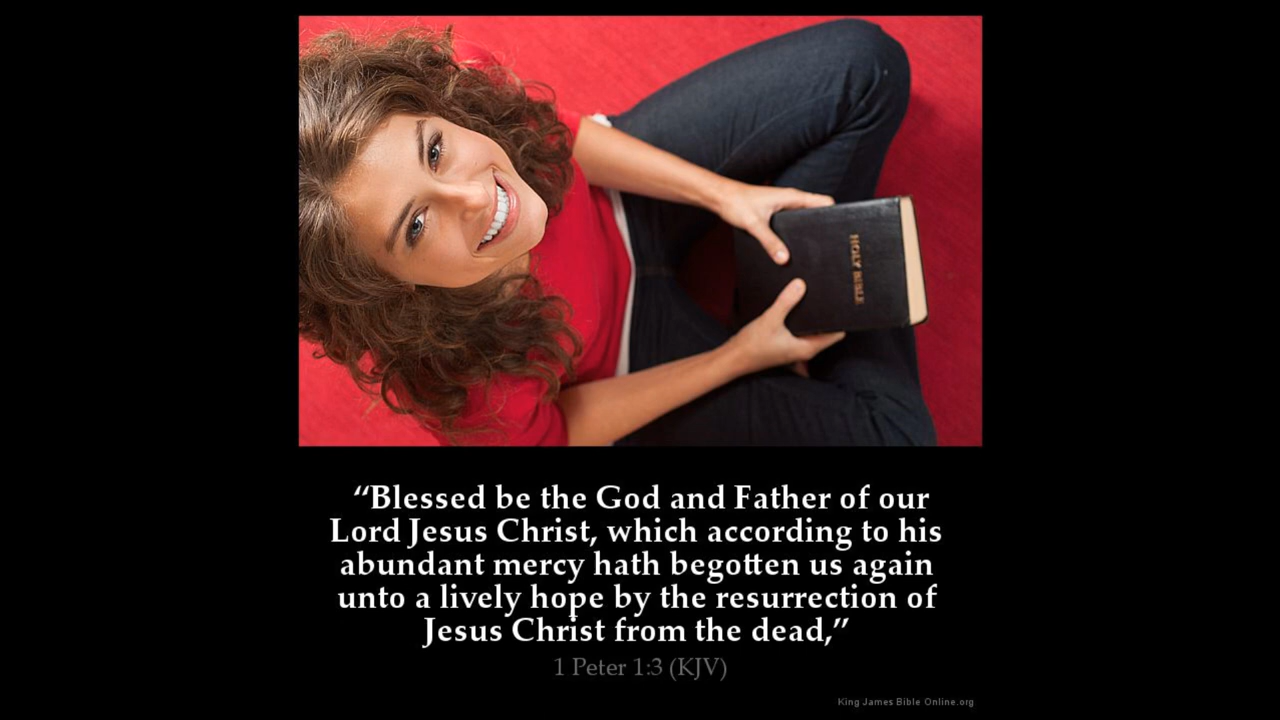 HOLY BIBLE
“Blessed be the God and Father of our
Lord Jesus Christ, which according to his
abundant mercy hath begotten us again
unto a lively hope by the resurrection of
Jesus Christ from the dead,”
1 Peter 1:3 (KJV)
King James Bible Online.org